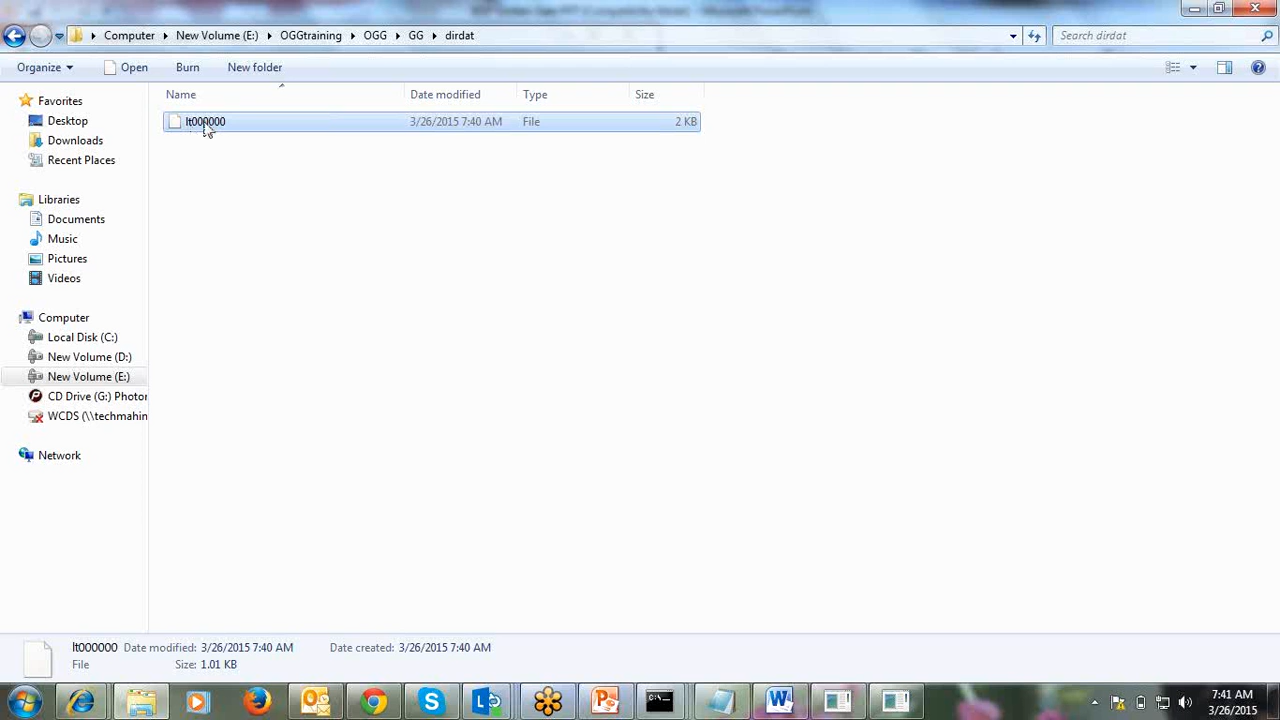 Computer New Volume (E:) OGGtraining OGG GG dirdat
Search dirdat
Organize Open Burn New folder
Name Date modified Type Size
lt000000 3/26/2015 7:40 AM File 2 KB
Favorites
Desktop
Downloads
Recent Places
Libraries
Documents
Music
Pictures
Videos
Computer
Local Disk (C:)
New Volume (D:)
New Volume (E:)
CD Drive (G:) Photor
WCDS (\\techmahin
Network
lt000000 Date modified: 3/26/2015 7:40 AM Date created: 3/26/2015 7:40 AM
File Size: 1.01 KB
7:41 AM
3/26/2015